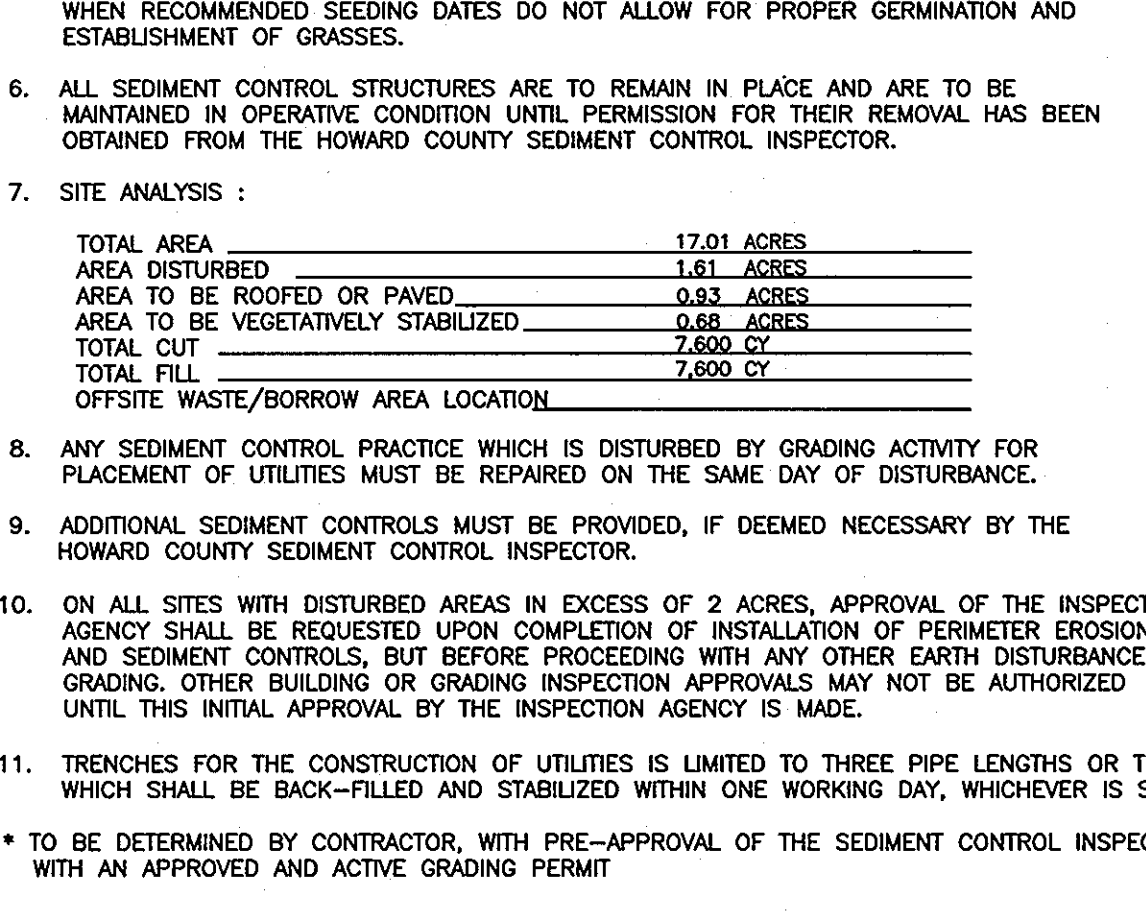 WHEN RECOMMENDED SEEDING DATES DO NOT ALLOW FOR PROPER GERMINATION AND
ESTABLISHMENT OF GRASSES.
6. ALL SEDIMENT CONTROL STRUCTURES ARE TO REMAIN IN PLACE AND ARE TO BE
MAINTAINED IN OPERATIVE CONDITION UNTIL PERMISSION FOR THEIR REMOVAL HAS BEEN
OBTAINED FROM THE HOWARD COUNTY SEDIMENT CONTROL INSPECTOR.
7. SITE ANALYSIS :
TOTAL AREA 17.01 ACRES
AREA DISTURBED 1.61 ACRES
AREA TO BE ROOFED OR PAVED 0.93 ACRES
AREA TO BE VEGETATIVELY STABILIZED 0.68 ACRES
TOTAL CUT 7,600 CY
TOTAL FILL 7,600 CY
OFFSITE WASTE/BORROW AREA LOCATION
8. ANY SEDIMENT CONTROL PRACTICE WHICH IS DISTURBED BY GRADING ACTIVITY FOR
PLACEMENT OF UTILITIES MUST BE REPAIRED ON THE SAME DAY OF DISTURBANCE.
9. ADDITIONAL SEDIMENT CONTROLS MUST BE PROVIDED, IF DEEMED NECESSARY BY THE
HOWARD COUNTY SEDIMENT CONTROL INSPECTOR.
10. ON ALL SITES WITH DISTURBED AREAS IN EXCESS OF 2 ACRES, APPROVAL OF THE INSPECT
AGENCY SHALL BE REQUESTED UPON COMPLETION OF INSTALLATION OF PERIMETER EROSION
AND SEDIMENT CONTROLS, BUT BEFORE PROCEEDING WITH ANY OTHER EARTH DISTURBANCE
GRADING. OTHER BUILDING OR GRADING INSPECTION APPROVALS MAY NOT BE AUTHORIZED
UNTIL THIS INITIAL APPROVAL BY THE INSPECTION AGENCY IS MADE.
11. TRENCHES FOR THE CONSTRUCTION OF UTILITIES IS LIMITED TO THREE PIPE LENGTHS OR T
WHICH SHALL BE BACK-FILLED AND STABILIZED WITHIN ONE WORKING DAY, WHICHEVER IS S
* TO BE DETERMINED BY CONTRACTOR, WITH PRE-APPROVAL OF THE SEDIMENT CONTROL INSPEC
WITH AN APPROVED AND ACTIVE GRADING PERMIT